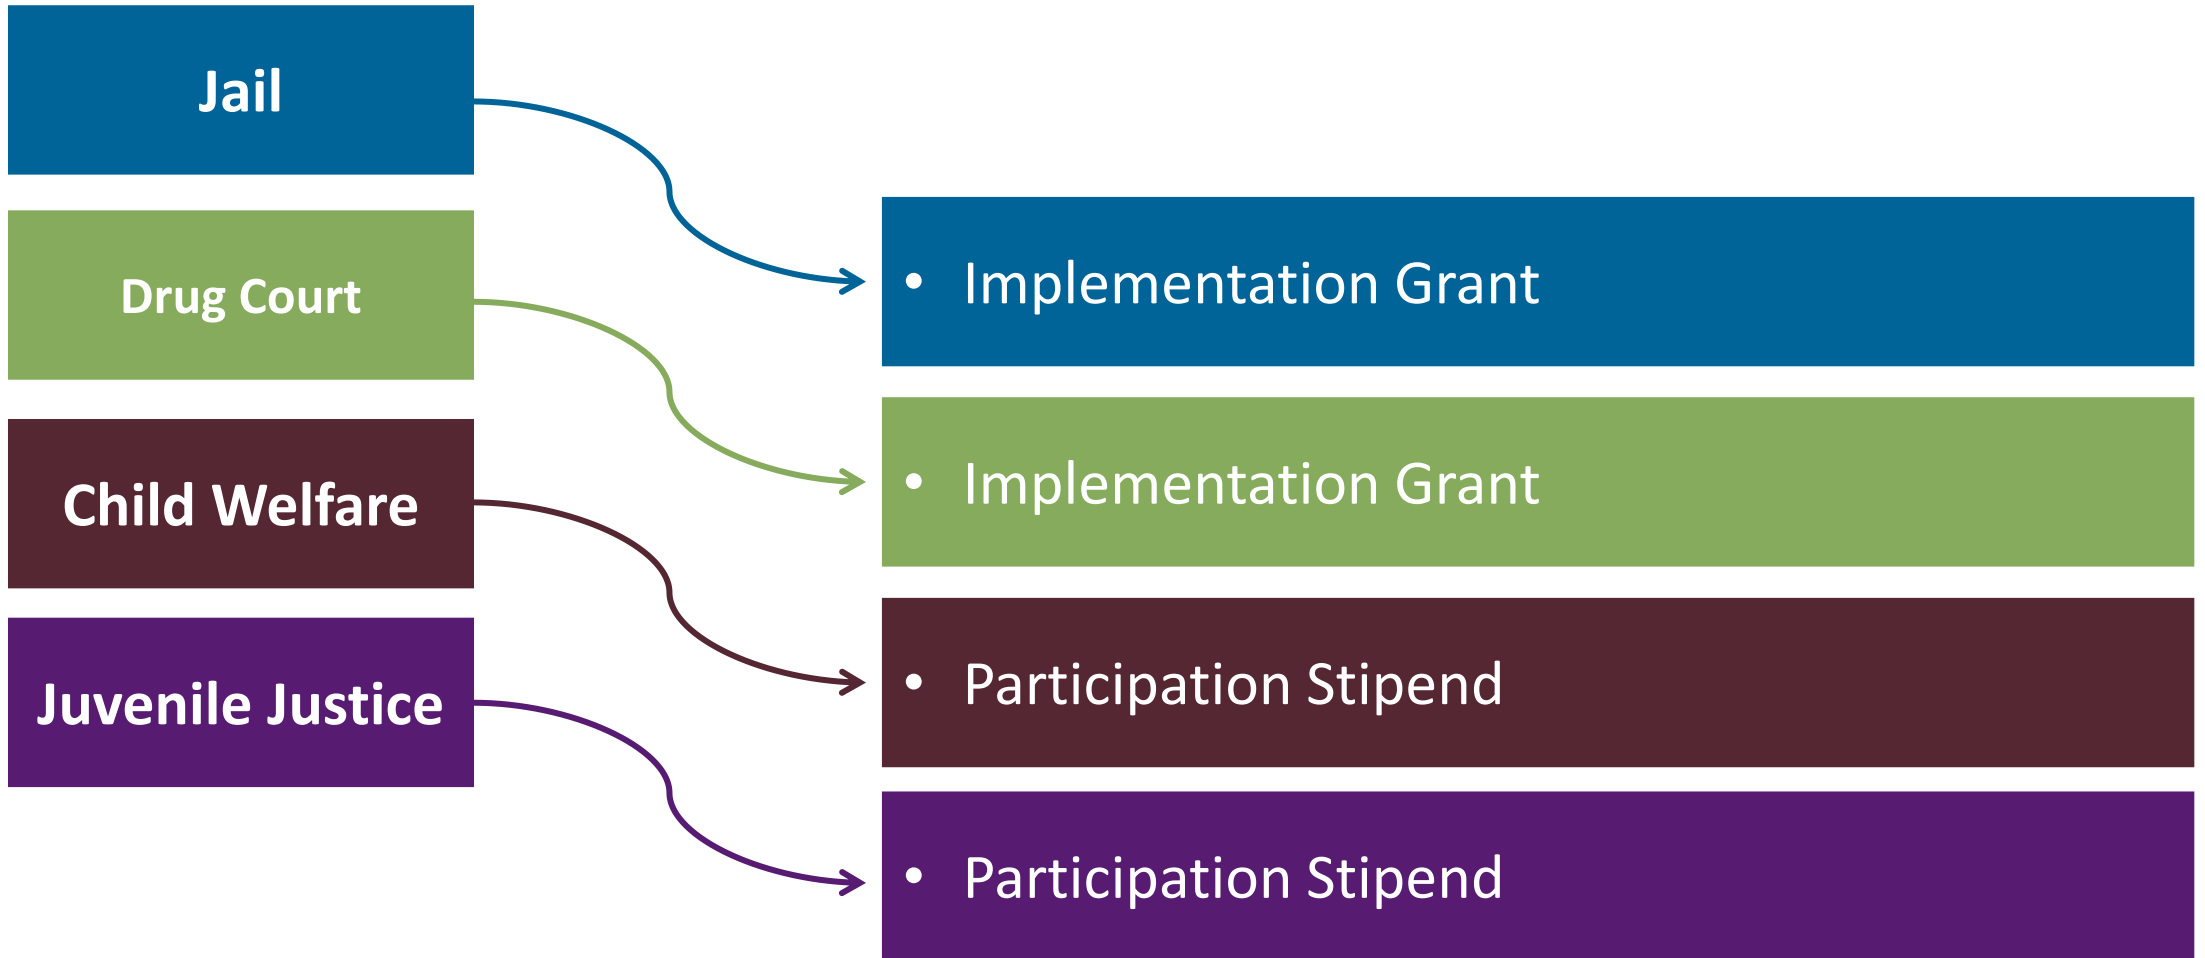 Jail
Drug Court
Child Welfare
Juvenile Justice
• Implementation Grant
• Implementation Grant
• Participation Stipend
• Participation Stipend